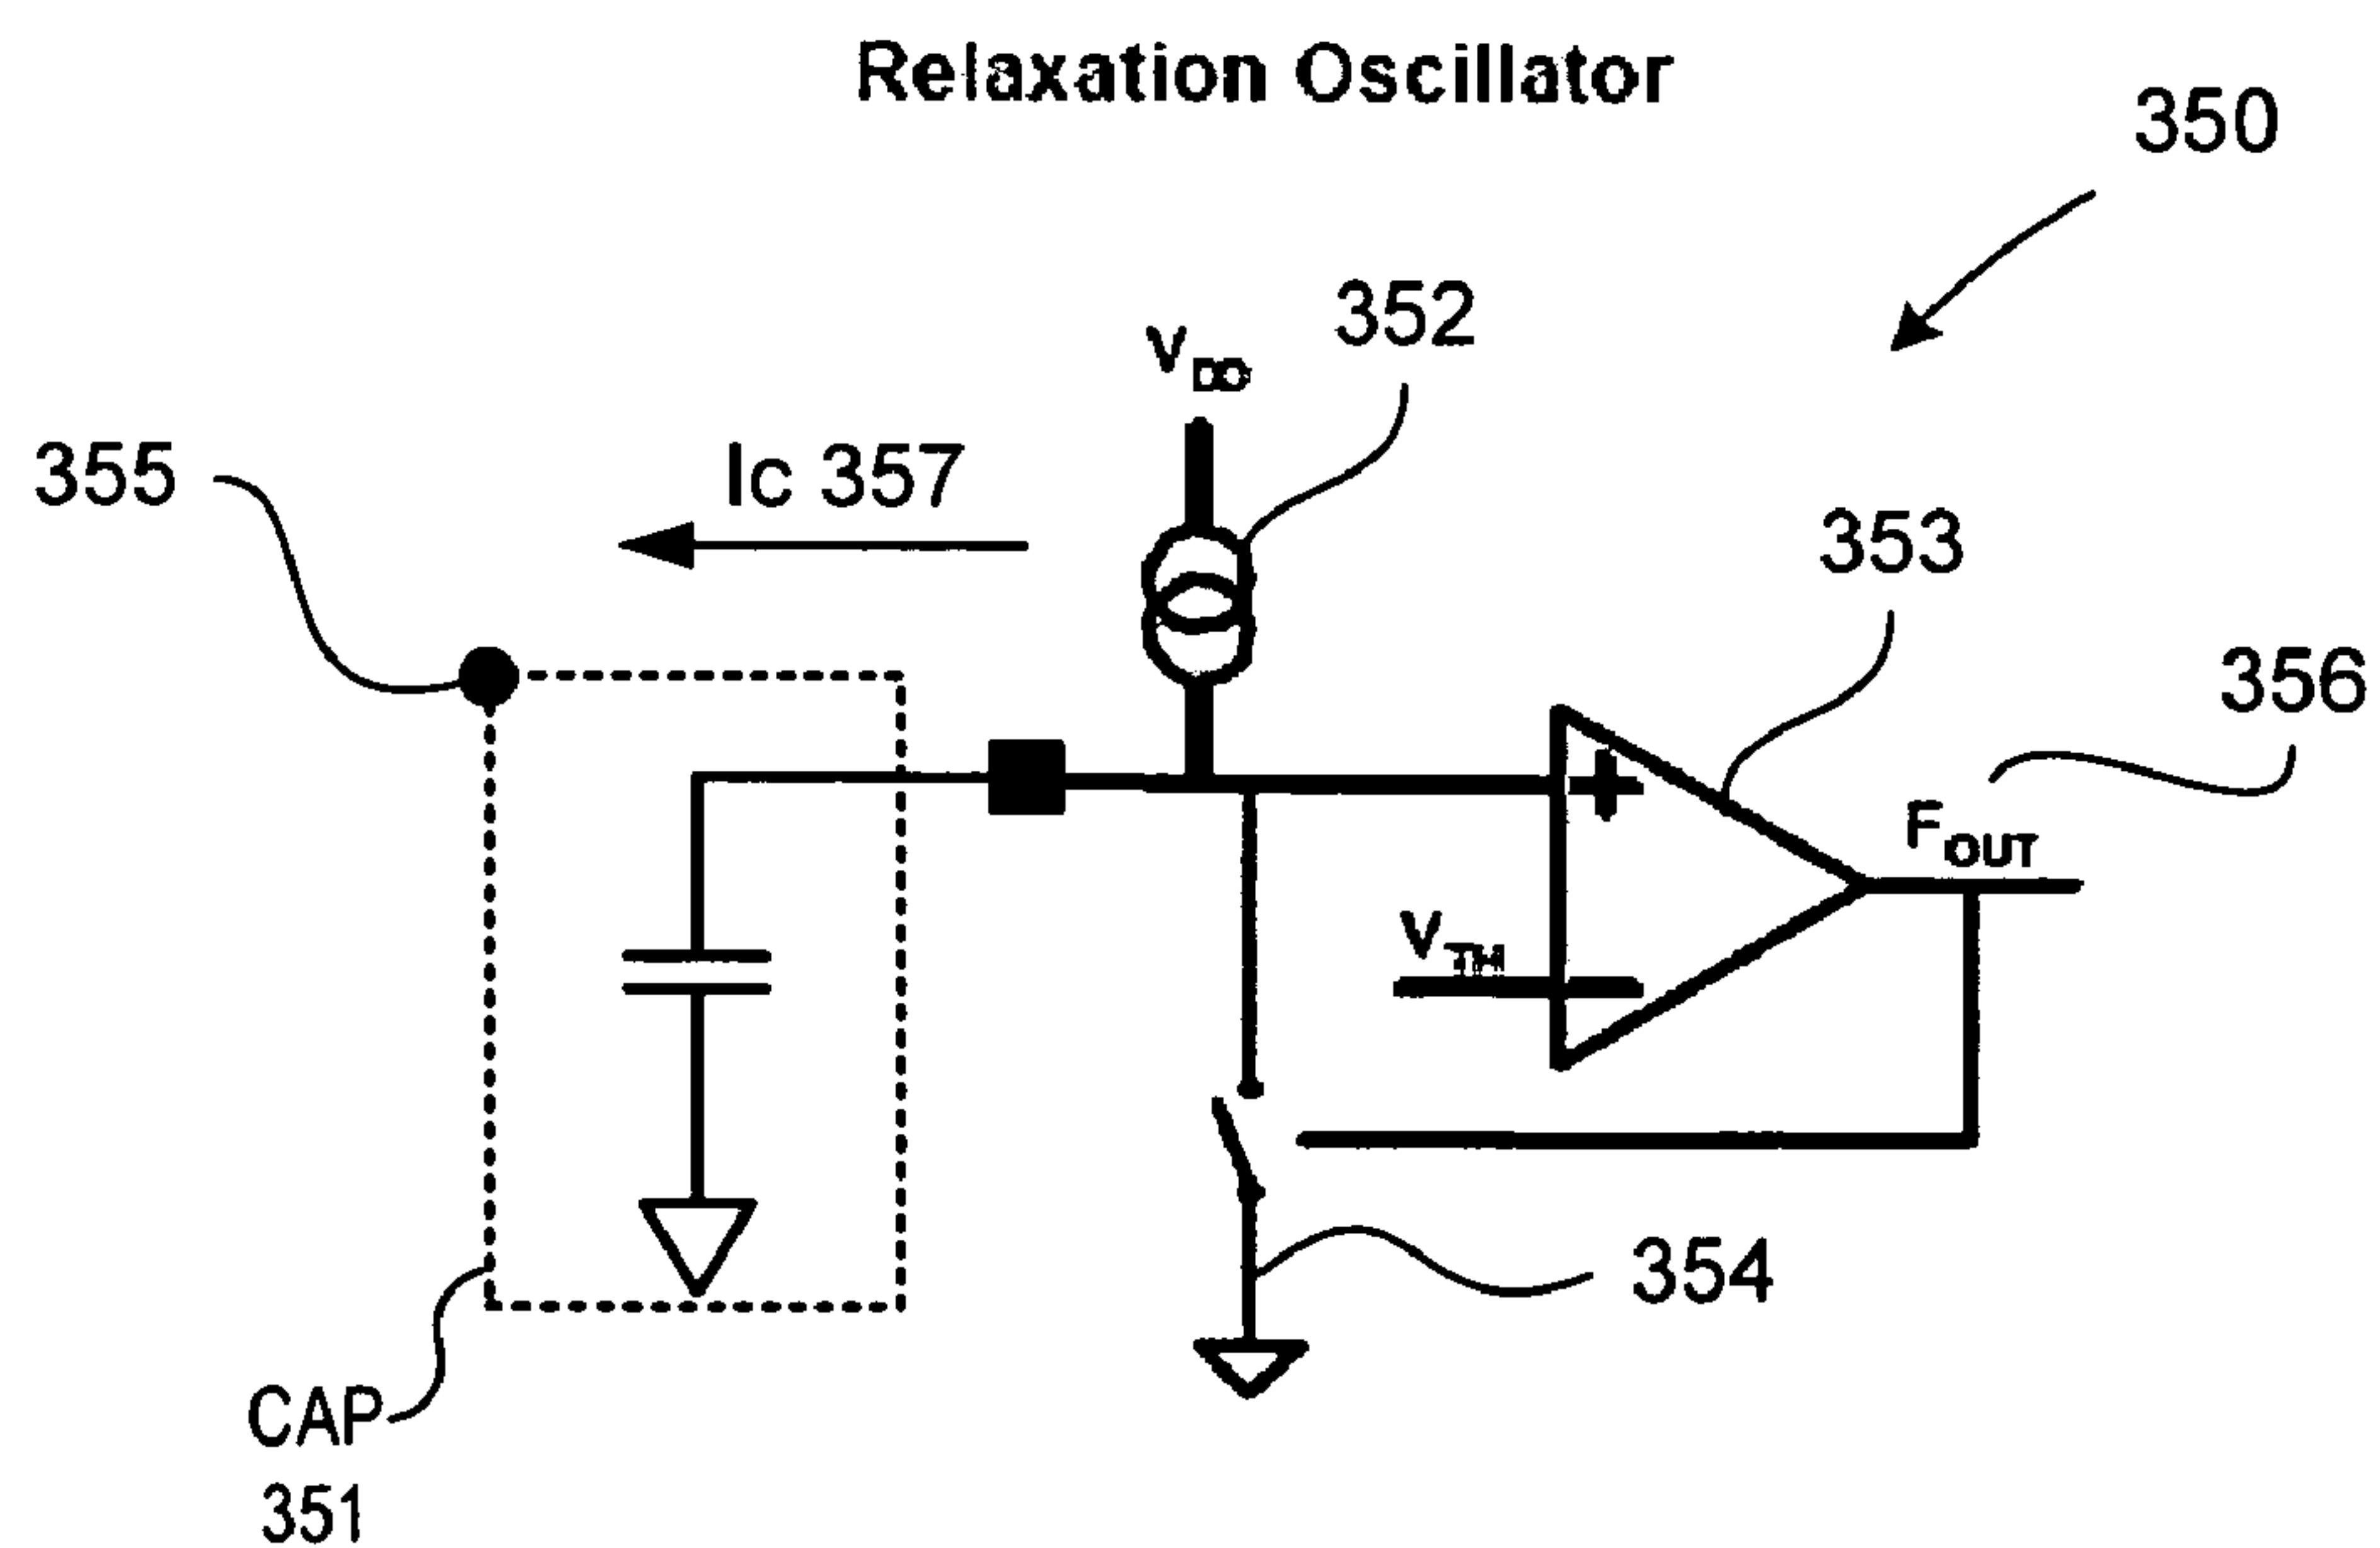 Relaxation Oscillator
350
352
VDD
355
Ic 357
353
356
FOUT
VTH
354
CAP
351